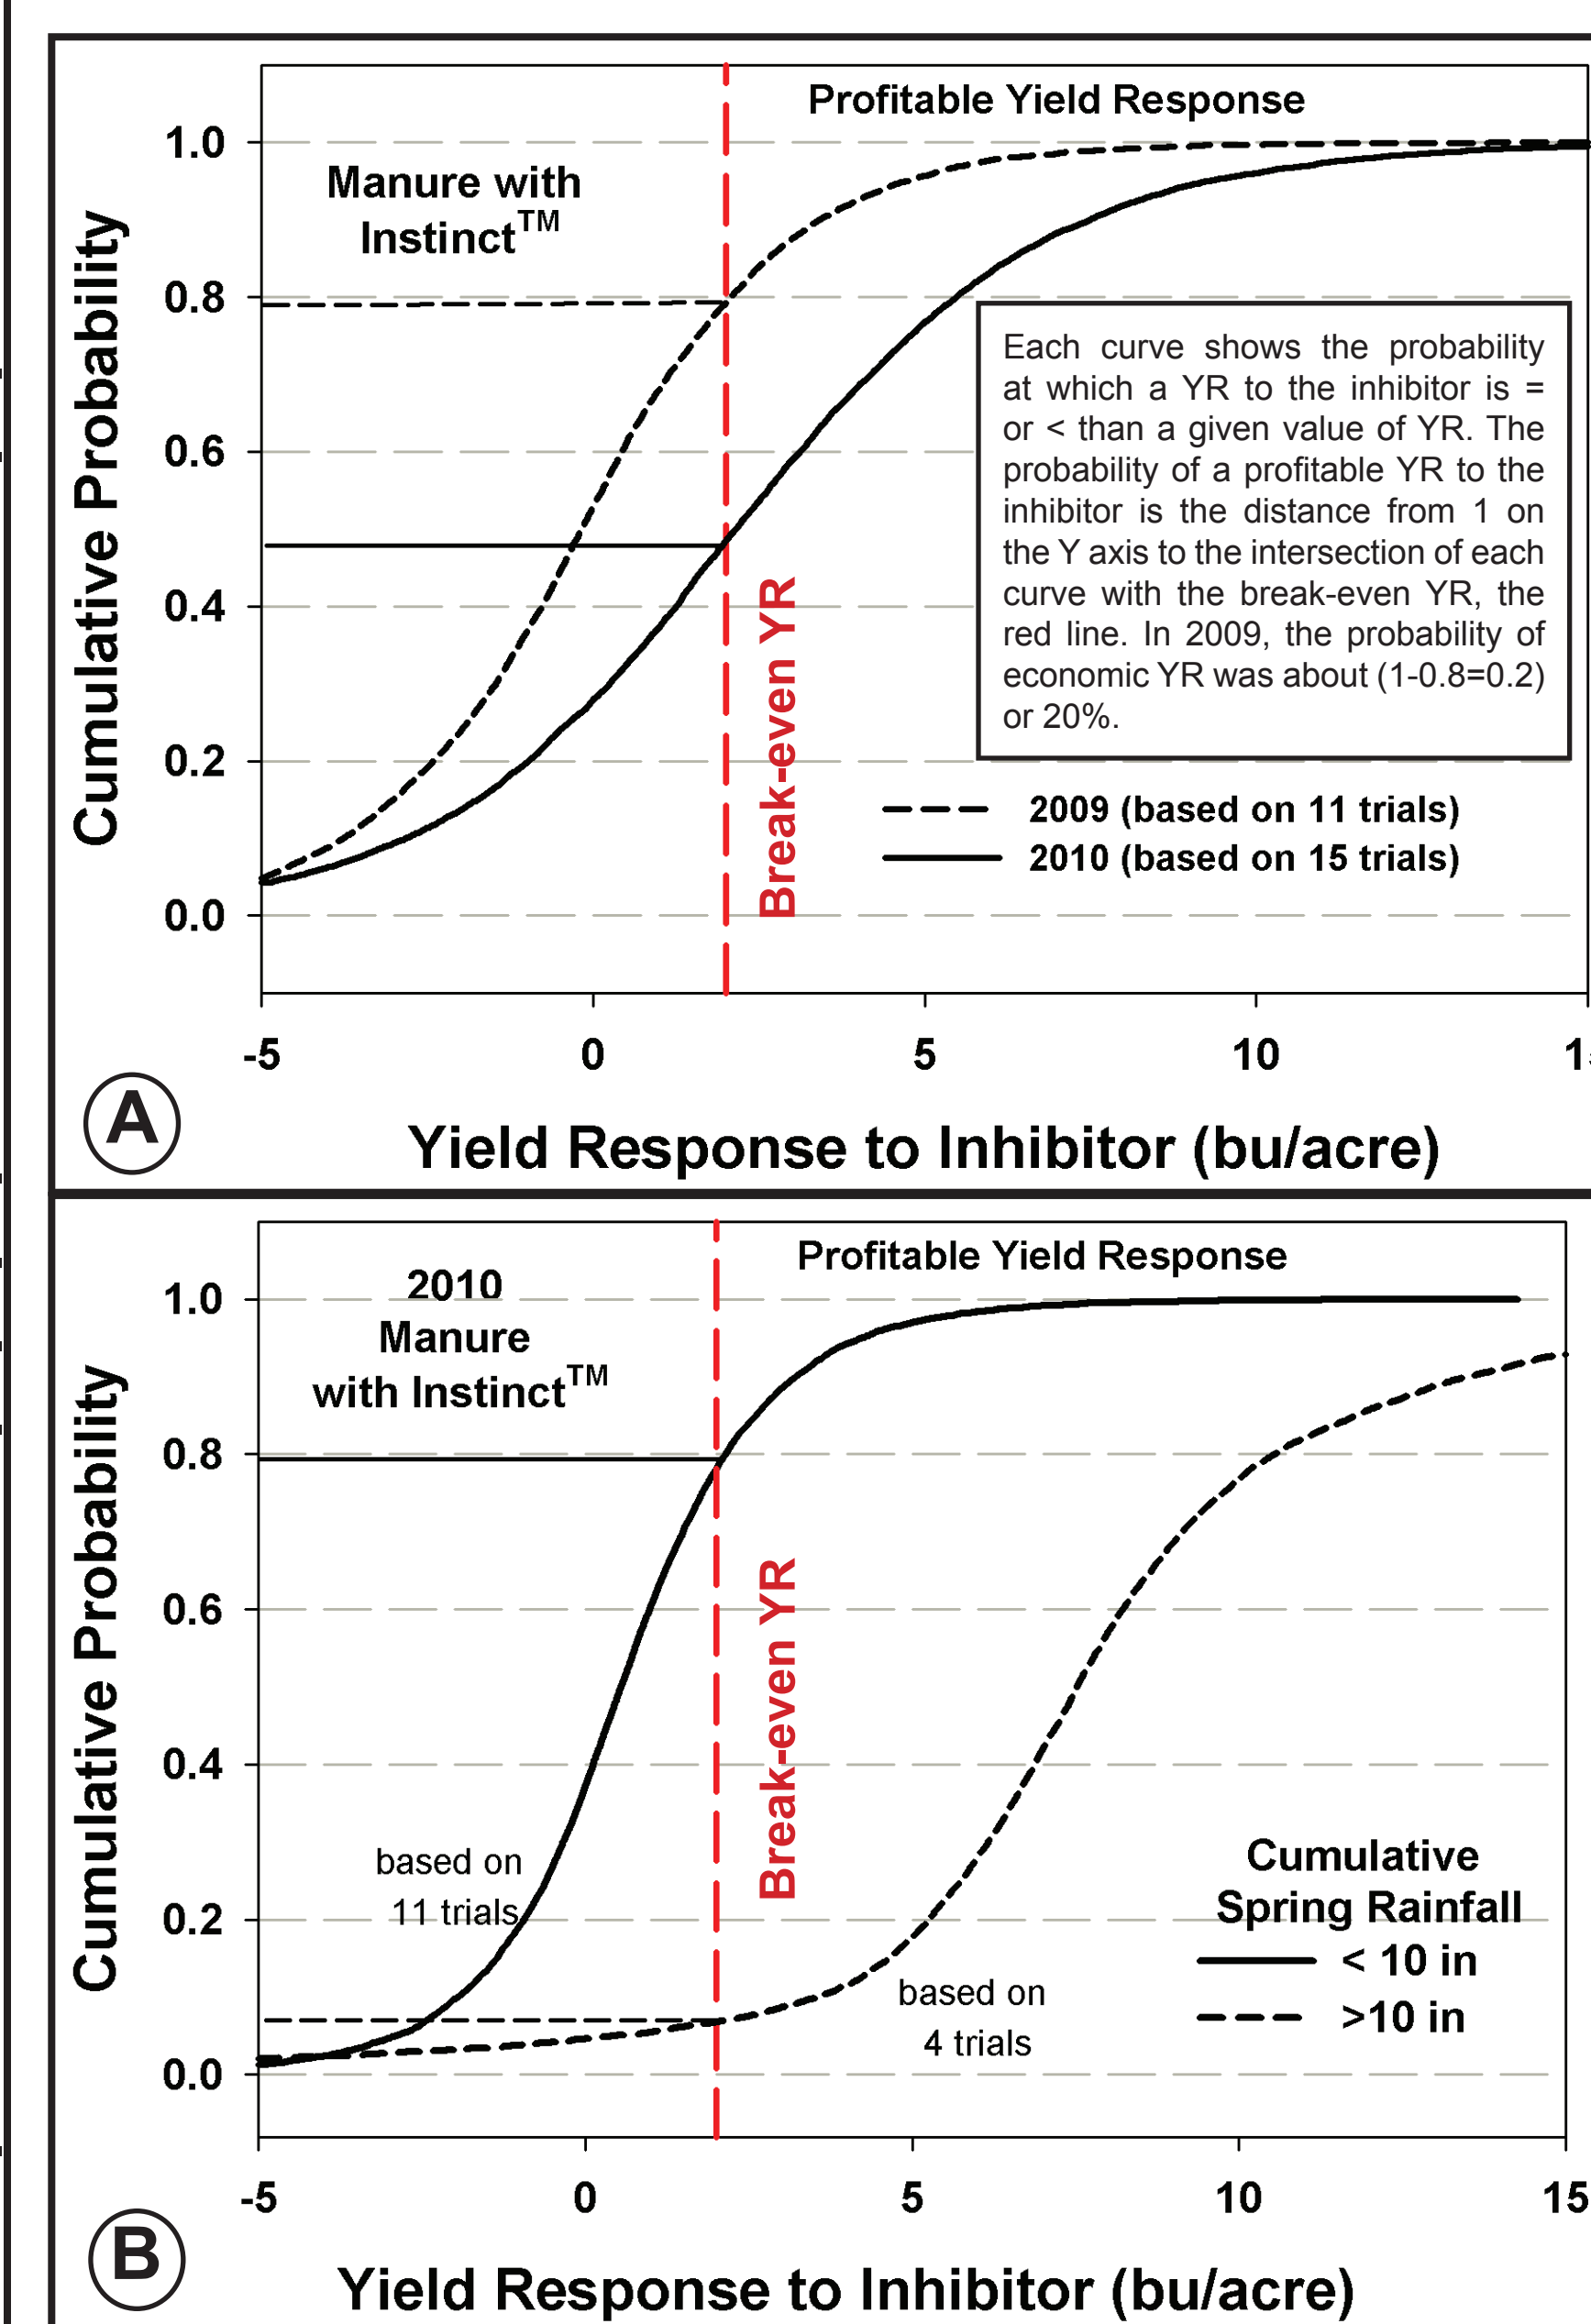 Profitable Yield Response
Manure with
Instinct™
1.0
0.8
0.6
0.4
0.2
0.0
Cumulative Probability
Break-even YR
Each curve shows the probability
at which a YR to the inhibitor is =
or < than a given value of YR. The
probability of a profitable YR to the
inhibitor is the distance from 1 on
the Y axis to the intersection of each
curve with the break-even YR, the
red line. In 2009, the probability of
economic YR was about (1-0.8=0.2)
or 20%.
2009 (based on 11 trials)
2010 (based on 15 trials)
-5 0 5 10
A
Yield Response to Inhibitor (bu/acre)
Profitable Yield Response
2010
Manure
with Instinct™
1.0
0.8
0.6
0.4
0.2
0.0
Cumulative Probability
Break-even YR
based on
11 trials
based on
4 trials
Cumulative
Spring Rainfall
< 10 in
>10 in
-5 0 5 10 15
B
Yield Response to Inhibitor (bu/acre)